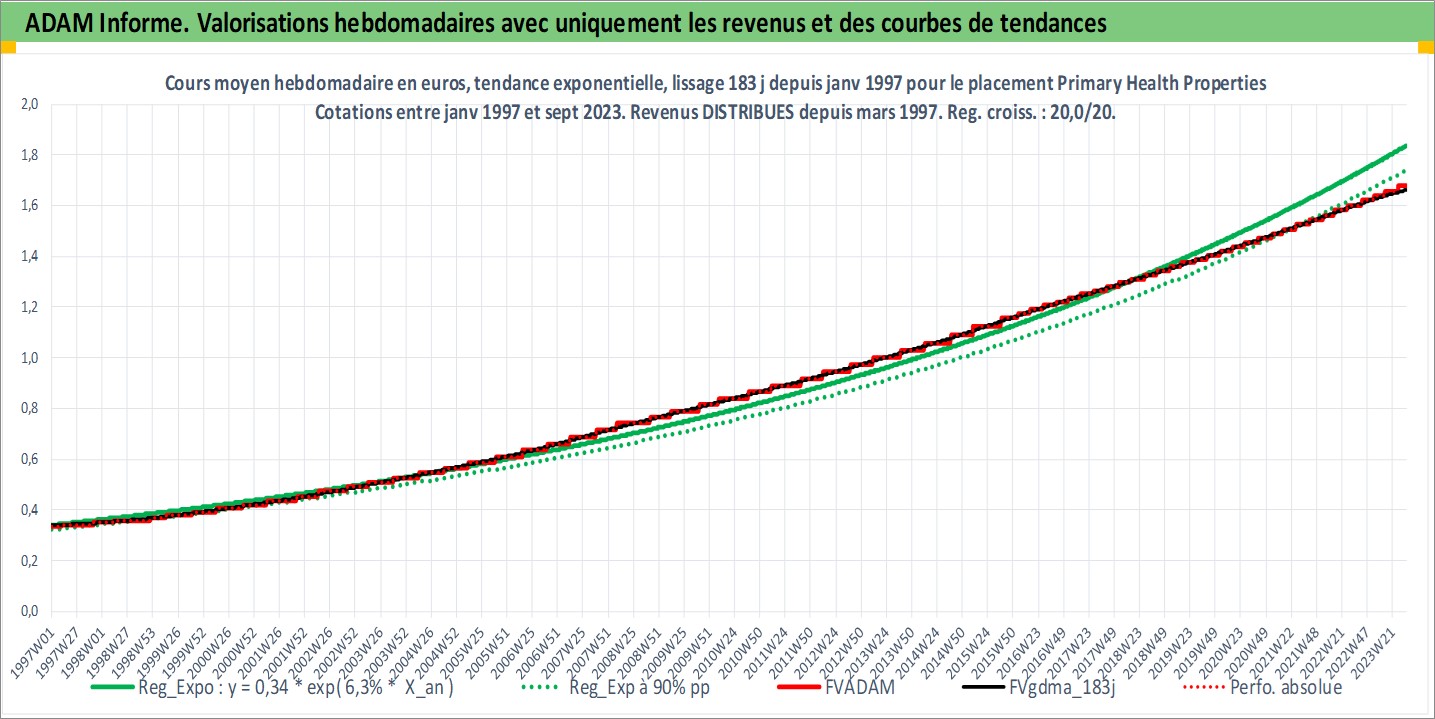 ADAM Informe. Valorisations hebdomadaires avec uniquement les revenus et des courbes de tendances
Cours moyen hebdomadaire en euros, tendance exponentielle, lissage 183 j depuis janv 1997 pour le placement Primary Health Properties
Cotations entre janv 1997 et sept 2023. Revenus DISTRIBUES depuis mars 1997. Reg. croiss. : 20,0/20.
2,0
1,8
1,6
1,4
1,2
1,0
0,8
0,6
0,4
0,2
0,0
1997W01 1997W27 1998W01 1998W27 1998W53 1999W26 1999W52 2000W26 2000W52 2001W26 2001W52 2002W26 2002W52 2003W26 2003W52 2004W26 2004W52 2005W25 2005W51 2006W25 2006W51 2007W25 2007W51 2008W25 2008W51 2009W25 2009W51 2010W24 2010W50 2011W24 2011W50 2012W24 2012W50 2013W24 2013W50 2014W24 2014W50 2015W24 2015W50 2016W23 2016W49 2017W23 2017W49 2018W23 2018W49 2019W23 2019W49 2020W23 2020W49 2021W22 2021W48 2022W21 2022W47 2023W21
Reg_Expo : y = 0,34 * exp( 6,3% * X_an ) Reg_Exp à 90% pp FVADAM FVgdma_183j Perfo. absolue